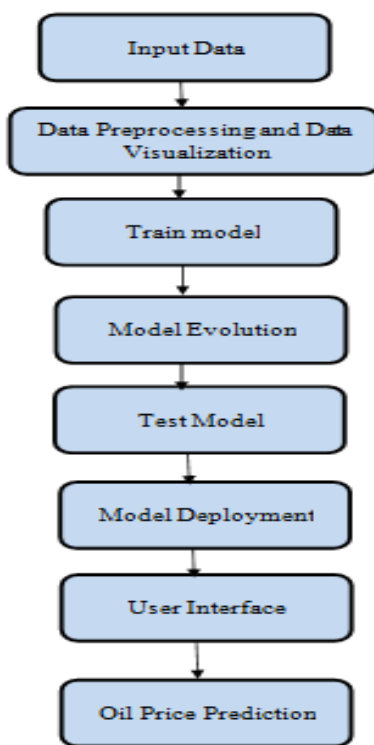 Input Data
Data Preprocessing and Data
Visualization
Train model
Model Evolution
Test Model
Model Deployment
User Interface
Oil Price Prediction